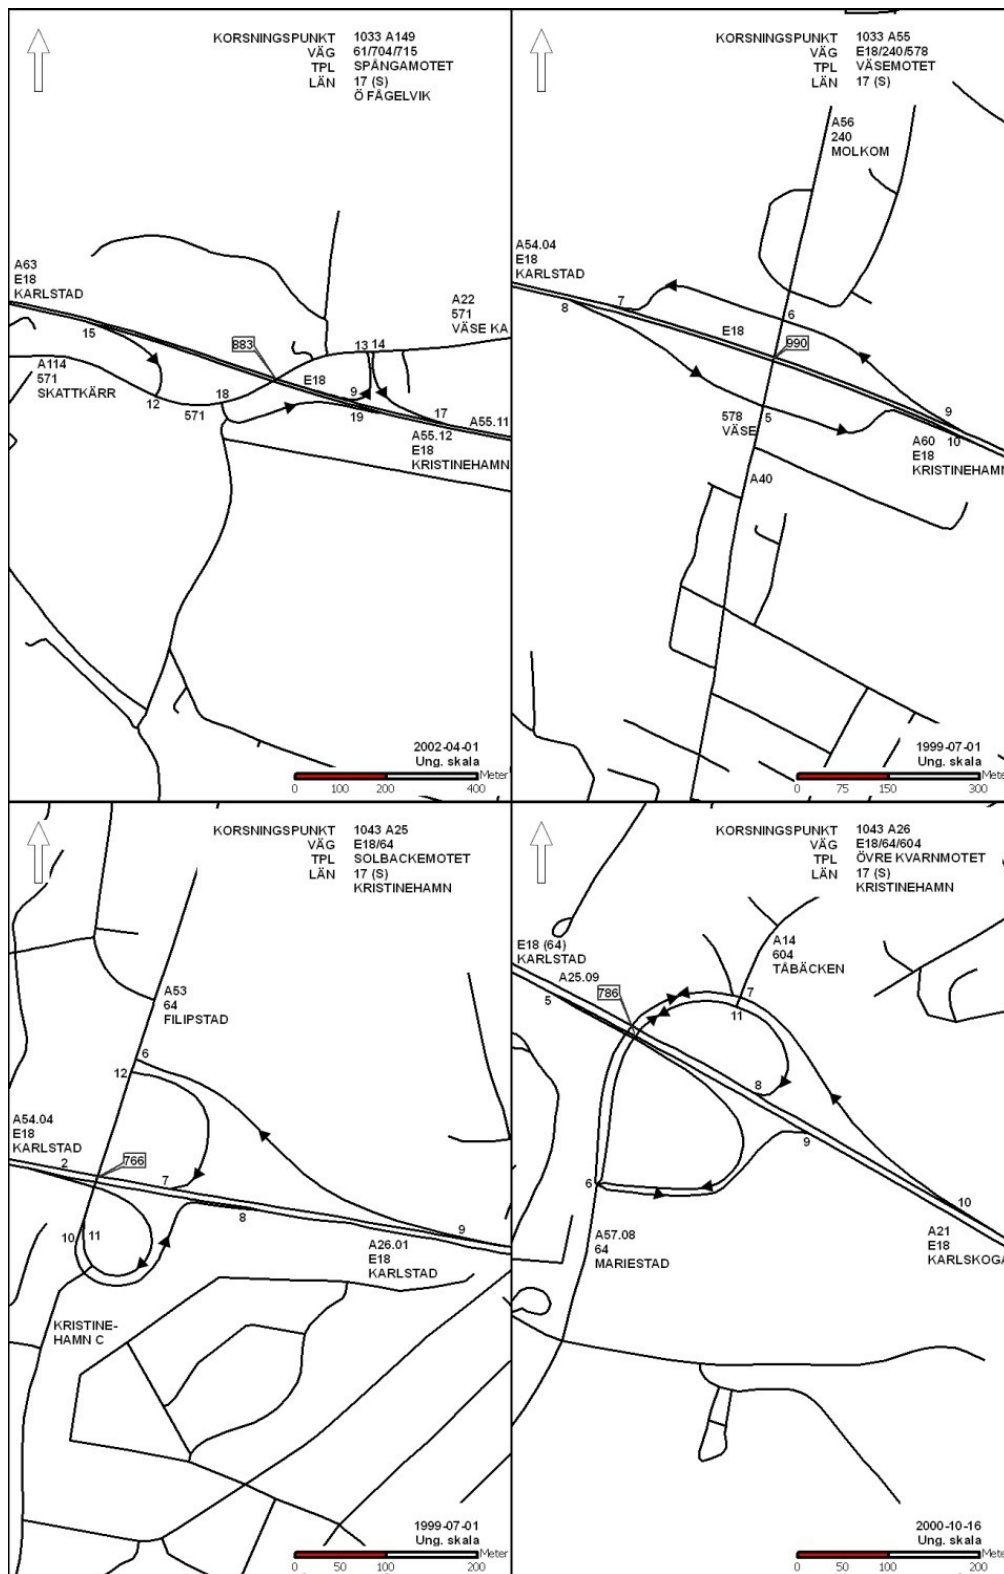 KORSNINGSPUNKT 1033 A149
VÄG 61/704/715
TPL SPÅNGAMOTET
LÄN 17 (S)
Ö FÅGELVIK
A63
E18
KARLSTAD
A22
571
VÄSE KA
15
883
13 14
A114
571
SKATTKÄRR
E18
12
18
571
9
19
17
A55.11
A55.12
E18
KRISTINEHAMN
2002-04-01
Ung. skala
Meter
0 100 200 400
KORSNINGSPUNKT 1033 A55
VÄG E18/240/578
TPL VÄSEMOTET
LÄN 17 (S)
A56
240
MOLKOM
A54.04
E18
KARLSTAD
7
8
6
E18
990
578
VÄSE
5
9
10
A60
E18
KRISTINEHAMN
A40
1999-07-01
Ung. skala
Meter
0 75 150 300
KORSNINGSPUNKT 1043 A25
VÄG E18/64
TPL SOLBACKEMOTET
LÄN 17 (S)
KRISTINEHAMN
A53
64
FILIPSTAD
6
12
A54.04
E18
KARLSTAD
2
766
7
8
9
10
11
A26.01
E18
KARLSTAD
KRISTINE-
HAMN C
1999-07-01
Ung. skala
Meter
0 50 100 200
KORSNINGSPUNKT 1043 A26
VÄG E18/64/604
TPL ÖVRE KVARNMOTET
LÄN 17 (S)
KRISTINEHAMN
A14
604
TÅBÄCKEN
E18 (64)
KARLSTAD
A25.09
5
786
7
11
8
9
6
10
A57.08
64
MARIESTAD
A21
E18
KARLSKOGA
2000-10-16
Ung. skala
Meter
0 50 100 200